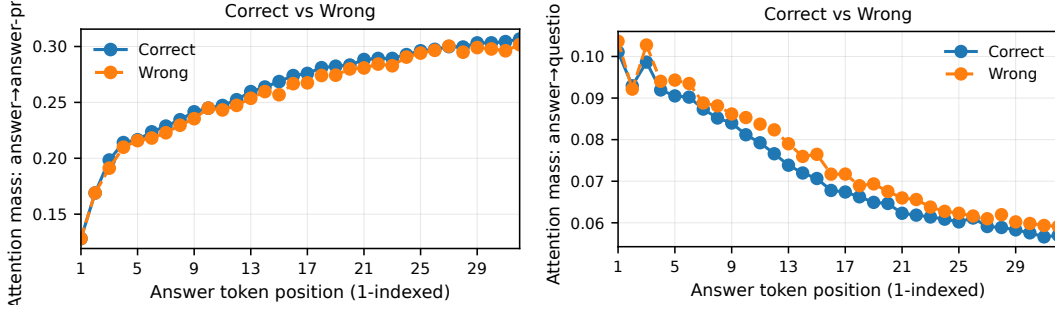 Correct vs Wrong
Attention mass: answer→answer-pr
0.30
0.25
0.20
0.15
Correct
Wrong
1 5 9 13 17 21 25 29
Answer token position (1-indexed)
Correct vs Wrong
Attention mass: answer→questio
0.10
0.09
0.08
0.07
0.06
Correct
Wrong
1 5 9 13 17 21 25 29
Answer token position (1-indexed)